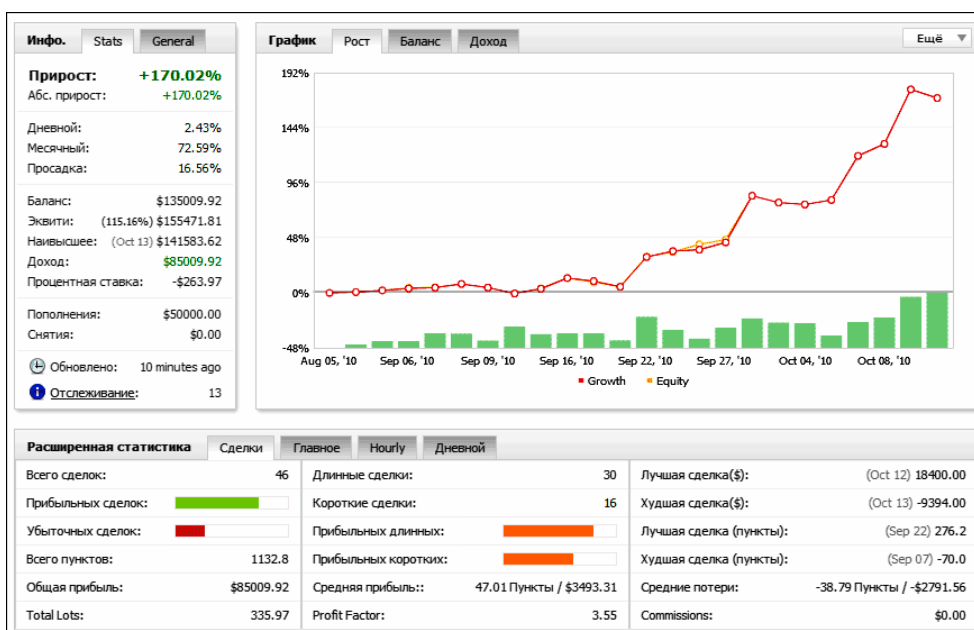 Инфо. Stats General
Прирост: +170.02%
Абс. прирост: +170.02%
Дневной: 2.43%
Месячный: 72.59%
Просадка: 16.56%
Баланс: $135009.92
Эквити: (115.16%) $155471.81
Наивысшее: (Oct 13) $141583.62
Доход: $85009.92
Процентная ставка: -$263.97
Пополнения: $50000.00
Снятия: $0.00
Обновлено: 10 minutes ago
Отслеживание: 13
График Рост Баланс Доход Ещё
192%
144%
96%
48%
0%
-48%
Aug 05, '10 Sep 06, '10 Sep 09, '10 Sep 16, '10 Sep 22, '10 Sep 27, '10 Oct 04, '10 Oct 08, '10
Growth Equity
Расширенная статистика Сделки Главное Hourly Дневной
Всего сделок: 46 Длинные сделки: 30 Лучшая сделка($): (Oct 12) 18400.00
Прибыльных сделок: Короткие сделки: 16 Худшая сделка($): (Oct 13) -9394.00
Убыточных сделок: Прибыльных длинных: Лучшая сделка (пункты): (Sep 22) 276.2
Всего пунктов: 1132.8 Прибыльных коротких: Худшая сделка (пункты): (Sep 07) -70.0
Общая прибыль: $85009.92 Средняя прибыль:: 47.01 Пункты / $3493.31 Средние потери: -38.79 Пункты / -$2791.56
Total Lots: 335.97 Profit Factor: 3.55 Commissions: $0.00